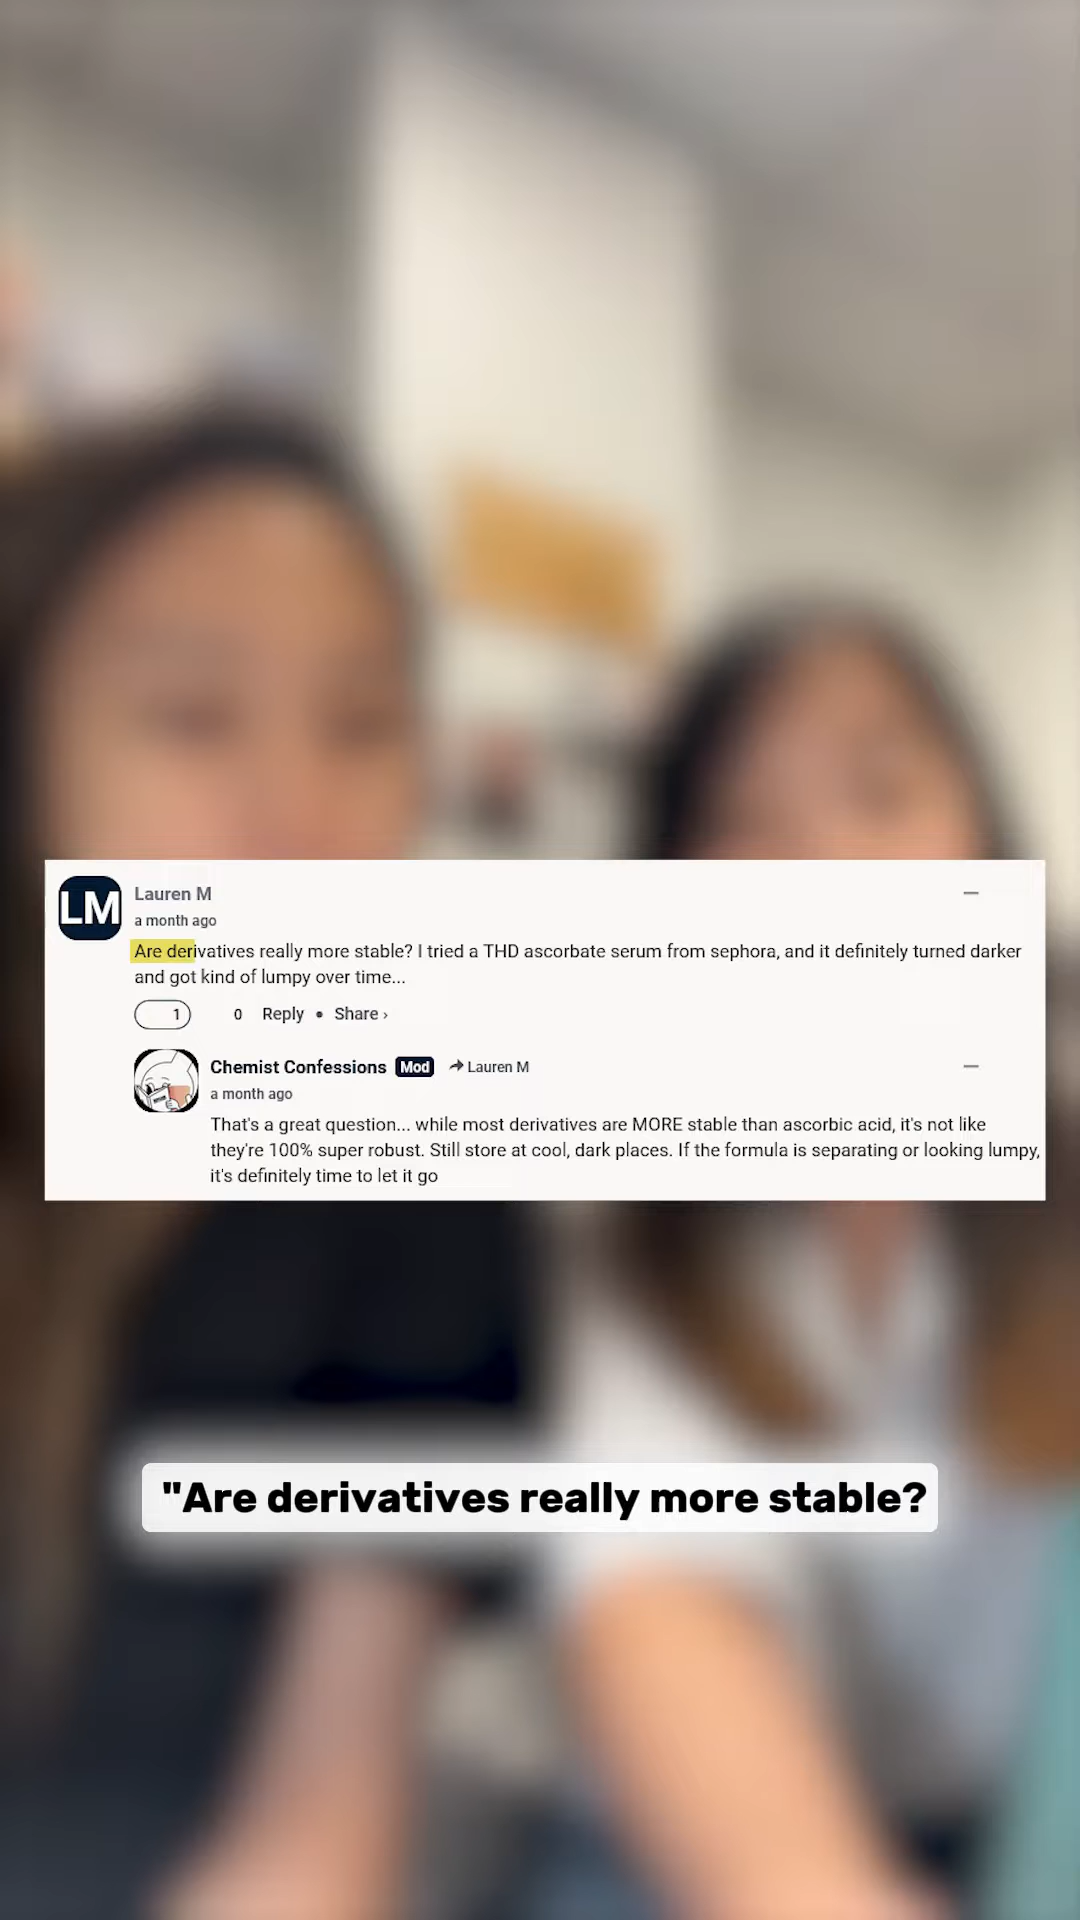 LM
Lauren M
a month ago
Are derivatives really more stable? I tried a THD ascorbate serum from sephora, and it definitely turned darker
and got kind of lumpy over time...
1 0 Reply • Share ›
Chemist Confessions Mod Lauren M
a month ago
That's a great question... while most derivatives are MORE stable than ascorbic acid, it's not like
they're 100% super robust. Still store at cool, dark places. If the formula is separating or looking lumpy,
it's definitely time to let it go
"Are derivatives really more stable?